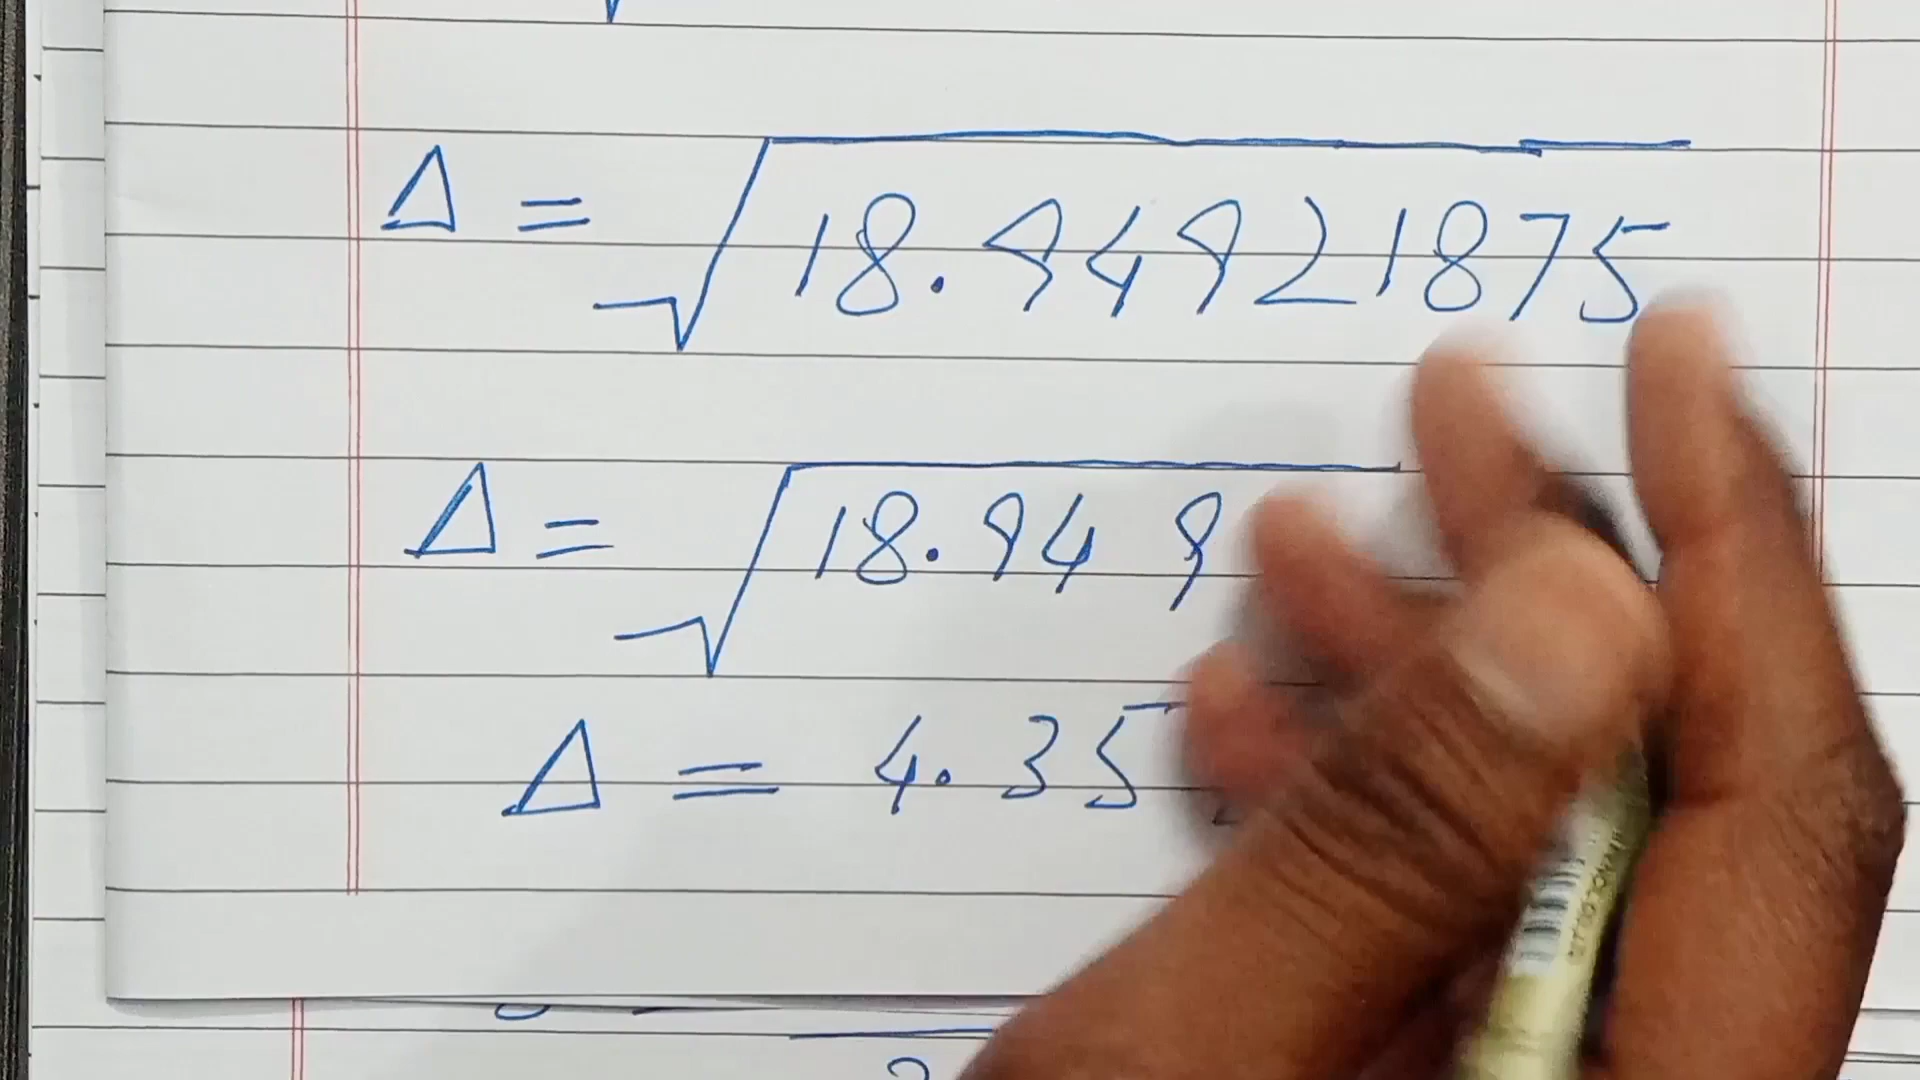 Δ = √18.94921875
Δ = √18.949
Δ = 4.35